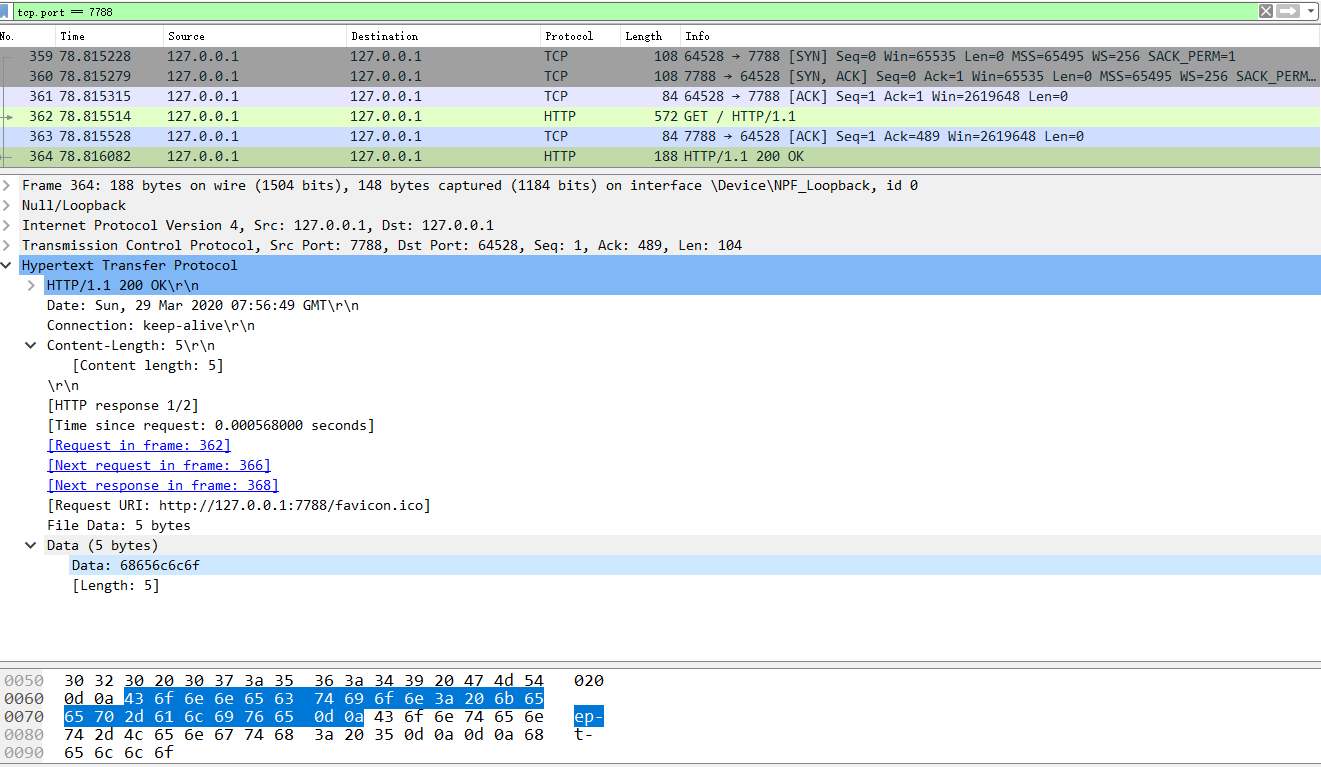 tcp.port == 7788
No. Time Source Destination Protocol Length Info
359 78.815228 127.0.0.1 127.0.0.1 TCP 108 64528 → 7788 [SYN] Seq=0 Win=65535 Len=0 MSS=65495 WS=256 SACK_PERM=1
360 78.815279 127.0.0.1 127.0.0.1 TCP 108 7788 → 64528 [SYN, ACK] Seq=0 Ack=1 Win=65535 Len=0 MSS=65495 WS=256 SACK_PERM…
361 78.815315 127.0.0.1 127.0.0.1 TCP 84 64528 → 7788 [ACK] Seq=1 Ack=1 Win=2619648 Len=0
362 78.815514 127.0.0.1 127.0.0.1 HTTP 572 GET / HTTP/1.1
363 78.815528 127.0.0.1 127.0.0.1 TCP 84 7788 → 64528 [ACK] Seq=1 Ack=489 Win=2619648 Len=0
364 78.816082 127.0.0.1 127.0.0.1 HTTP 188 HTTP/1.1 200 OK
Frame 364: 188 bytes on wire (1504 bits), 148 bytes captured (1184 bits) on interface \Device\NPF_Loopback, id 0
Null/Loopback
Internet Protocol Version 4, Src: 127.0.0.1, Dst: 127.0.0.1
Transmission Control Protocol, Src Port: 7788, Dst Port: 64528, Seq: 1, Ack: 489, Len: 104
Hypertext Transfer Protocol
HTTP/1.1 200 OK\r\n
Date: Sun, 29 Mar 2020 07:56:49 GMT\r\n
Connection: keep-alive\r\n
Content-Length: 5\r\n
[Content length: 5]
\r\n
[HTTP response 1/2]
[Time since request: 0.000568000 seconds]
[Request in frame: 362]
[Next request in frame: 366]
[Next response in frame: 368]
[Request URI: http://127.0.0.1:7788/favicon.ico]
File Data: 5 bytes
Data (5 bytes)
Data: 68656c6c6f
[Length: 5]
0050 30 32 30 20 30 37 3a 35 36 3a 34 39 20 47 4d 54 020
0060 0d 0a 43 6f 6e 6e 65 63 74 69 6f 6e 3a 20 6b 65
0070 65 70 2d 61 6c 69 76 65 0d 0a 43 6f 6e 74 65 6e ep-
0080 74 2d 4c 65 6e 67 74 68 3a 20 35 0d 0a 0d 0a 68 t-
0090 65 6c 6c 6f